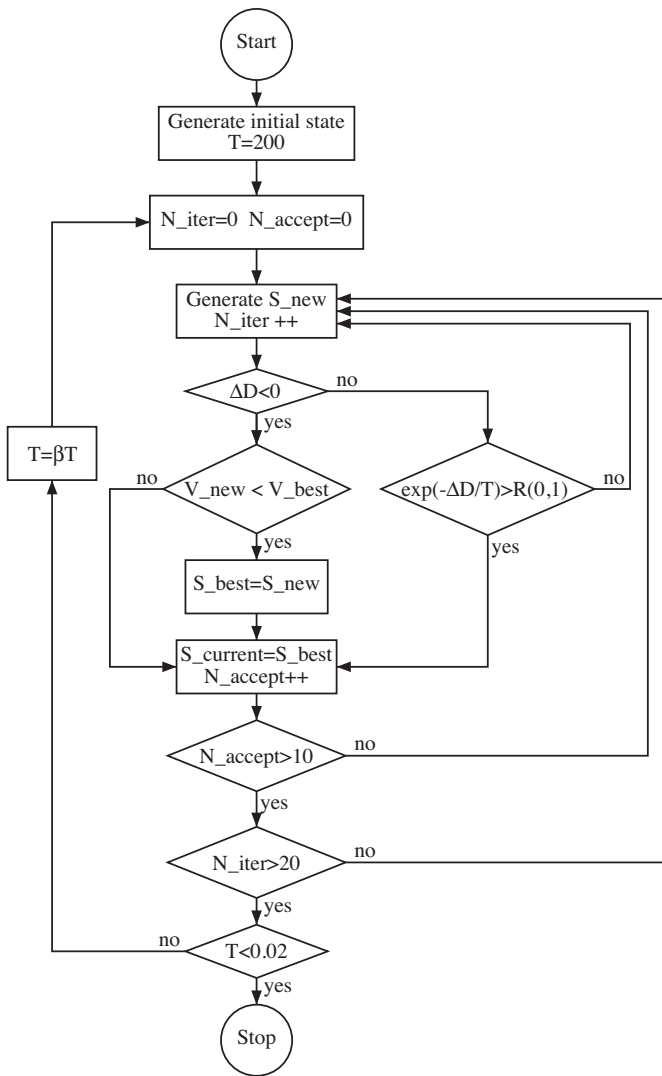 Start
Generate initial state
T=200
N_iter=0 N_accept=0
Generate S_new
N_iter ++
ΔD<0
no
yes
T=βT
no
V_new < V_best
exp(-ΔD/T)>R(0,1)
no
yes
yes
S_best=S_new
S_current=S_best
N_accept++
N_accept>10
no
yes
N_iter>20
no
yes
no
T<0.02
yes
Stop